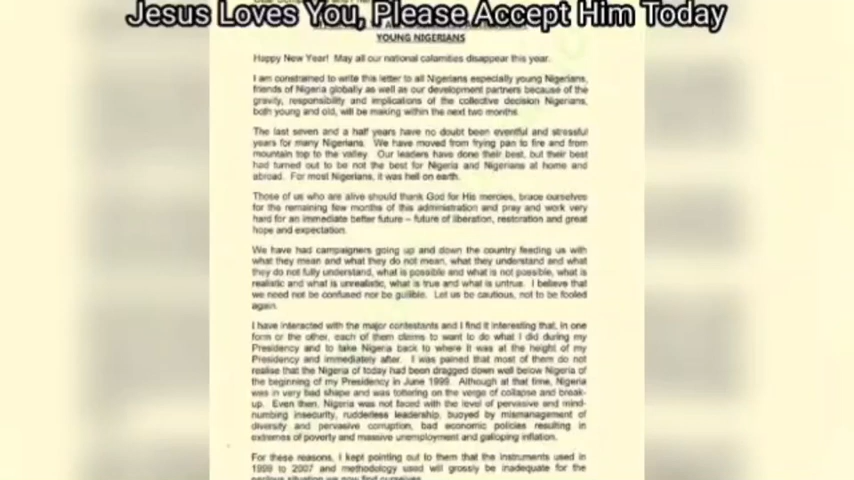 Jesus Loves You, Please Accept Him Today
YOUNG NIGERIANS
Happy New Year! May all our national calamities disappear this year.
I am constrained to write this letter to all Nigerians especially young Nigerians,
friends of Nigeria globally as well as our development partners because of the
gravity, responsibility and implications of the collective decision Nigerians,
both young and old, will be making within the next two months.
The last seven and a half years have no doubt been eventful and stressful
years for many Nigerians. We have moved from frying pan to fire and from
mountain top to the valley. Our leaders have done their best, but their best
had turned out to be not the best for Nigeria and Nigerians at home and
abroad. For most Nigerians, it was hell on earth.
Those of us who are alive should thank God for His mercies, brace ourselves
for the remaining few months of this administration and pray and work very
hard for an immediate better future – future of liberation, restoration and great
hope and expectation.
We have had campaigners going up and down the country feeding us with
what they mean and what they do not mean, what they understand and what
they do not fully understand, what is possible and what is not possible, what is
realistic and what is unrealistic, what is true and what is untrue. I believe that
we need not be confused nor be gullible. Let us be cautious, not to be fooled
again.
I have interacted with the major contestants and I find it interesting that, in one
form or the other, each of them claims to want to do what I did during my
Presidency and to take Nigeria back to where it was at the height of my
Presidency and immediately after. I was pained that most of them do not
realise that the Nigeria of today had been dragged down well below Nigeria of
the beginning of my Presidency in June 1999. Although at that time, Nigeria
was in very bad shape and was tottering on the verge of collapse and break-
up. Even then, Nigeria was not faced with the level of pervasive and mind-
numbing insecurity, rudderless leadership, buoyed by mismanagement of
diversity and pervasive corruption, bad economic policies resulting in
extremes of poverty and massive unemployment and galloping inflation.
For these reasons, I kept pointing out to them that the instruments used in
1999 to 2007 and methodology used will grossly be inadequate for the